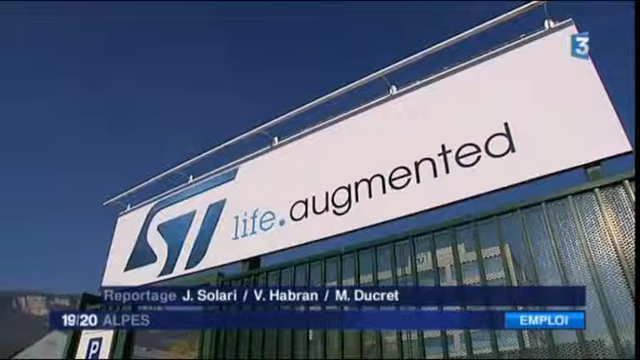 3
ST life.augmented
Reportage J. Solari / V. Habran / M. Ducret
19/20 ALPES
EMPLOI
P